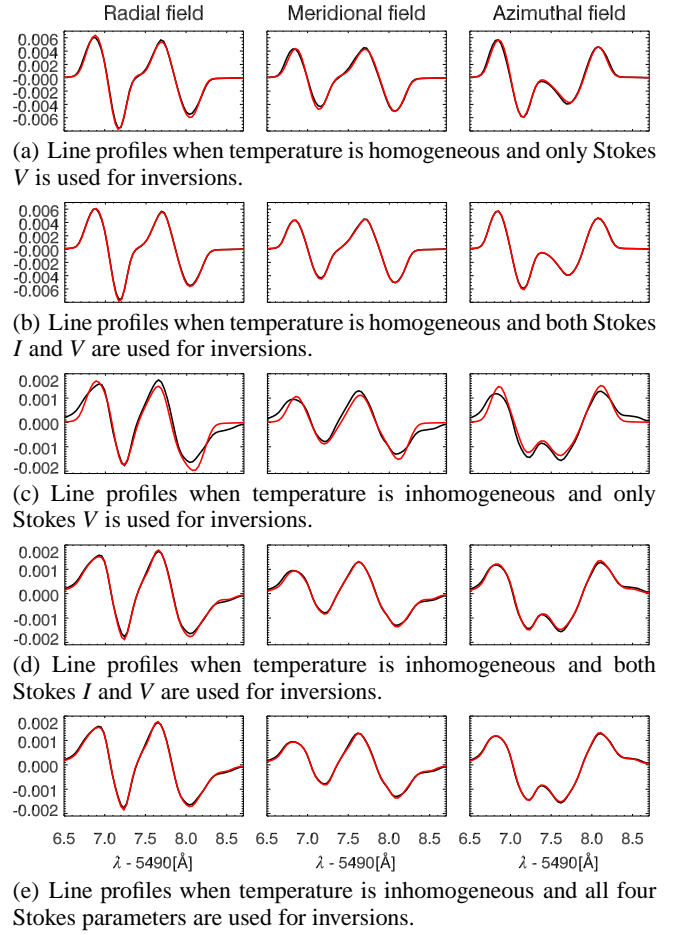 Radial field Meridional field Azimuthal field
0.006
0.004
0.002
-0.000
-0.002
-0.004
-0.006
(a) Line profiles when temperature is homogeneous and only Stokes
V is used for inversions.
0.006
0.004
0.002
-0.000
-0.002
-0.004
-0.006
(b) Line profiles when temperature is homogeneous and both Stokes
I and V are used for inversions.
0.002
0.001
0.000
-0.001
-0.002
(c) Line profiles when temperature is inhomogeneous and only
Stokes V is used for inversions.
0.002
0.001
0.000
-0.001
-0.002
(d) Line profiles when temperature is inhomogeneous and both
Stokes I and V are used for inversions.
0.002
0.001
0.000
-0.001
-0.002
6.5 7.0 7.5 8.0 8.5 7.0 7.5 8.0 8.5 7.0 7.5 8.0 8.5
λ - 5490[Å] λ - 5490[Å] λ - 5490[Å]
(e) Line profiles when temperature is inhomogeneous and all four
Stokes parameters are used for inversions.